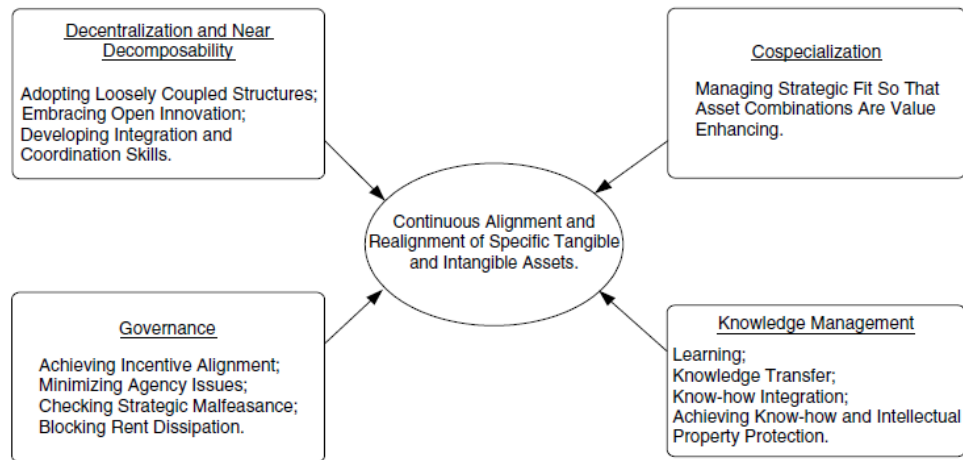 Decentralization and Near
Decomposability
Adopting Loosely Coupled Structures;
Embracing Open Innovation;
Developing Integration and
Coordination Skills.
Cospecialization
Managing Strategic Fit So That
Asset Combinations Are Value
Enhancing.
Continuous Alignment and
Realignment of Specific Tangible
and Intangible Assets.
Governance
Achieving Incentive Alignment;
Minimizing Agency Issues;
Checking Strategic Malfeasance;
Blocking Rent Dissipation.
Knowledge Management
Learning;
Knowledge Transfer;
Know-how Integration;
Achieving Know-how and Intellectual
Property Protection.